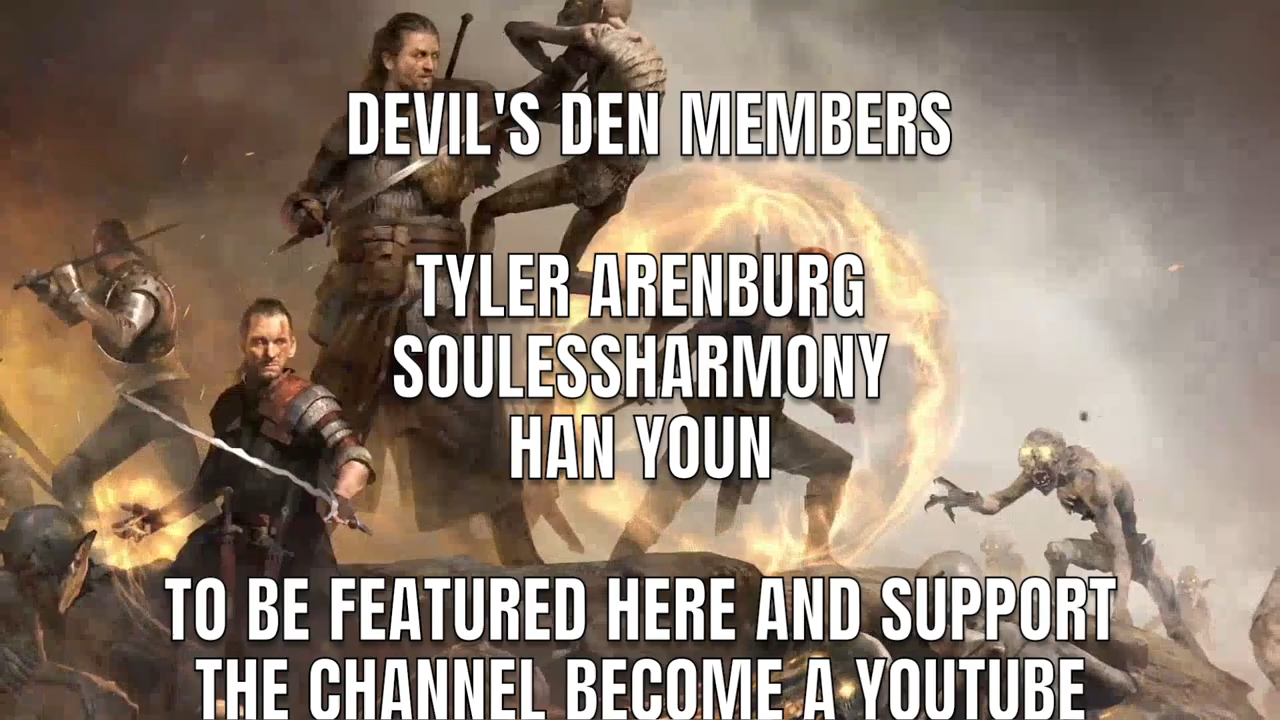 DEVIL'S DEN MEMBERS
TYLER ARENBURG
SOULESSHARMONY
HAN YOUN
TO BE FEATURED HERE AND SUPPORT
THE CHANNEL BECOME A YOUTUBE